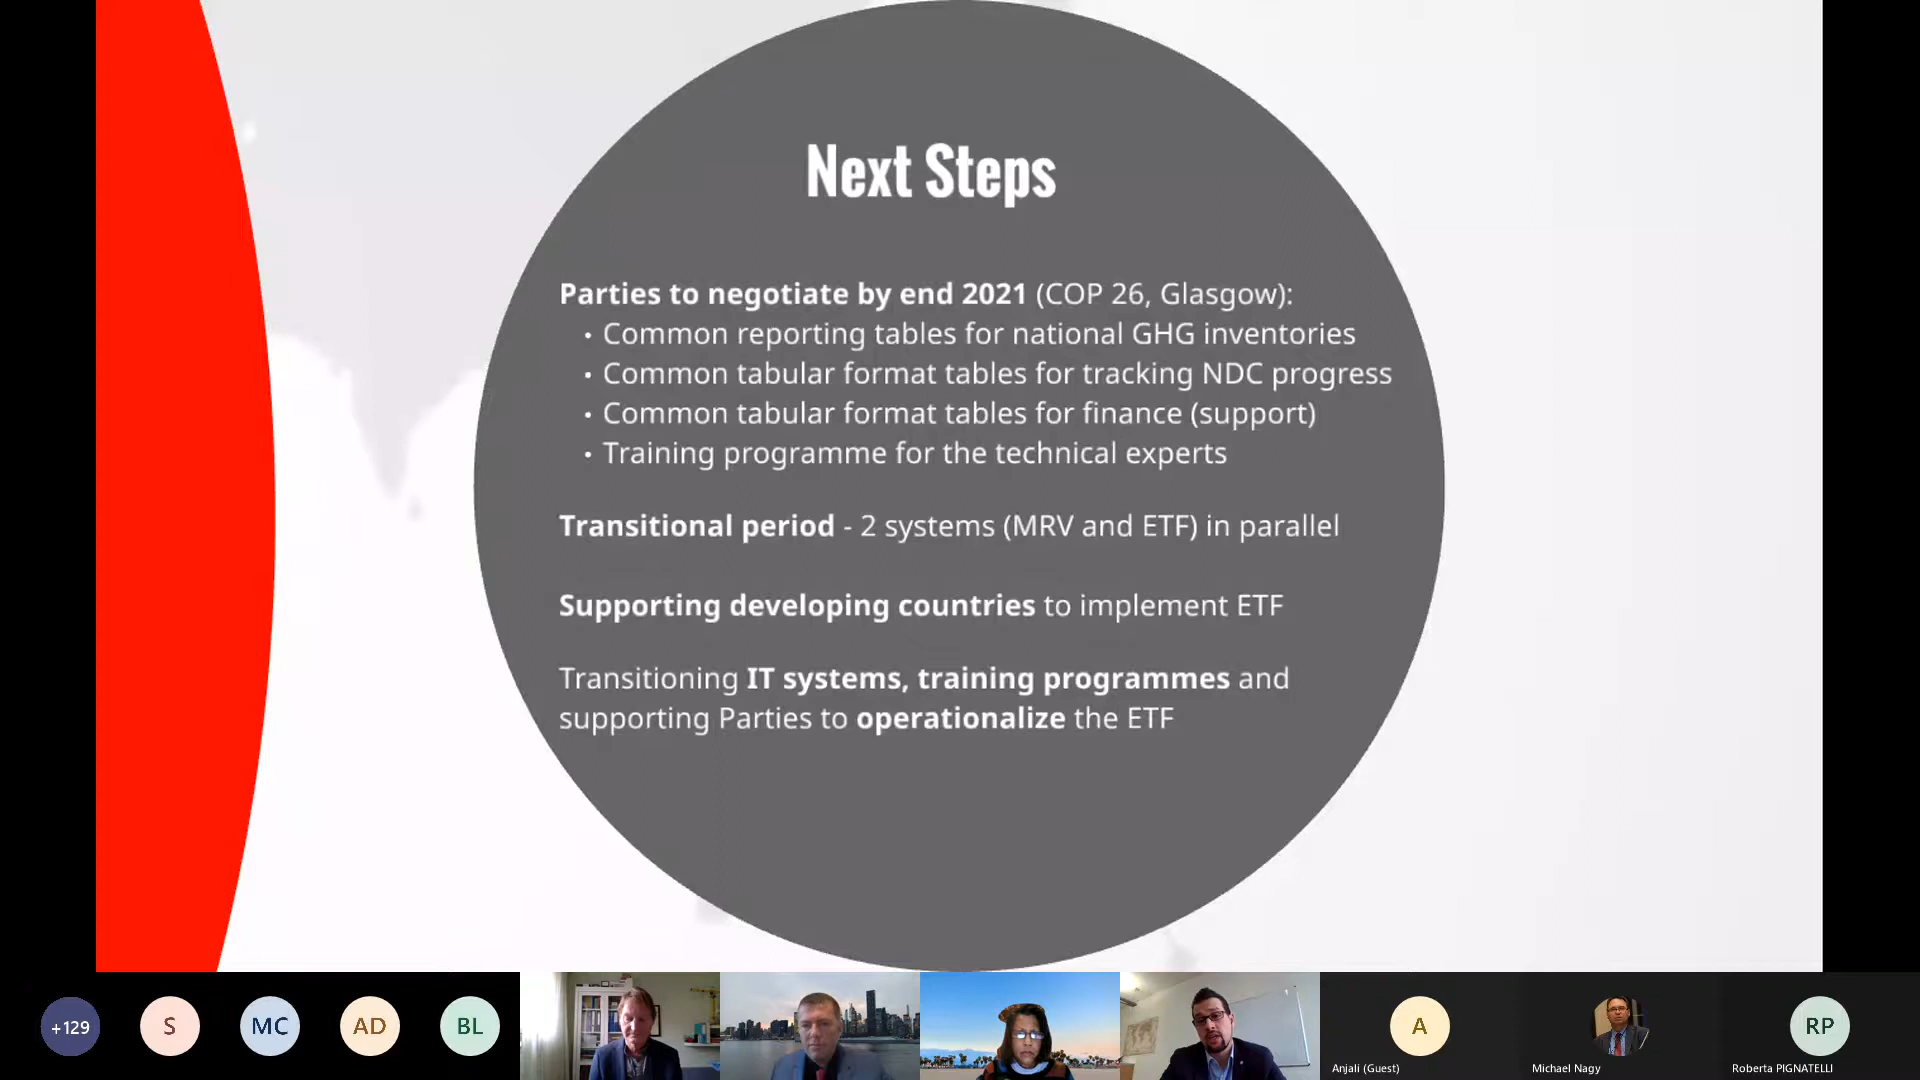 Next Steps
Parties to negotiate by end 2021 (COP 26, Glasgow):
• Common reporting tables for national GHG inventories
• Common tabular format tables for tracking NDC progress
• Common tabular format tables for finance (support)
• Training programme for the technical experts
Transitional period - 2 systems (MRV and ETF) in parallel
Supporting developing countries to implement ETF
Transitioning IT systems, training programmes and
supporting Parties to operationalize the ETF
+129
S
MC
AD
BL
A
RP
Anjali (Guest)
Michael Nagy
Roberta PIGNATELLI